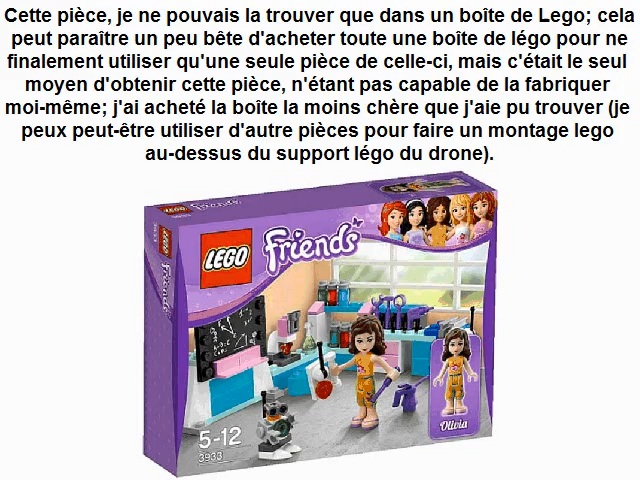 Cette pièce, je ne pouvais la trouver que dans un boîte de Lego; cela
peut paraître un peu bête d'acheter toute une boîte de légo pour ne
finalement utiliser qu'une seule pièce de celle-ci, mais c'était le seul
moyen d'obtenir cette pièce, n'étant pas capable de la fabriquer
moi-même; j'ai acheté la boîte la moins chère que j'aie pu trouver (je
peux peut-être utiliser d'autre pièces pour faire un montage lego
au-dessus du support légo du drone).
LEGO Friends
LEGO Friends
5-12
3933
Olivia